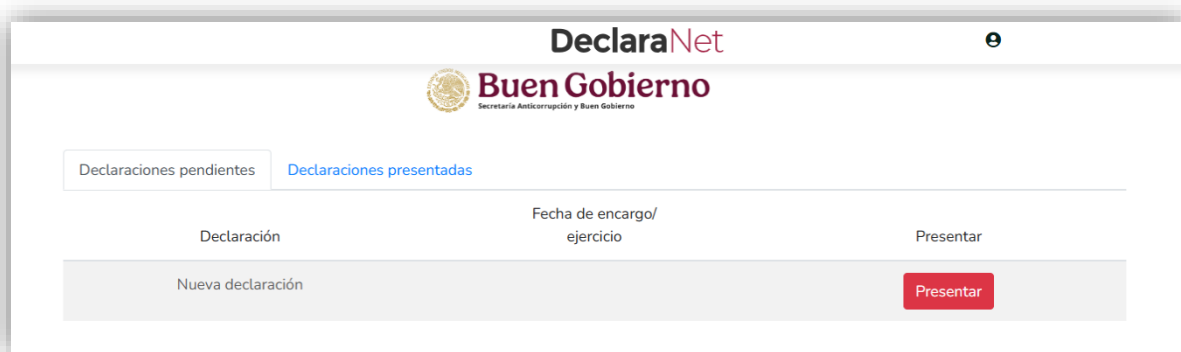 DeclaraNet
Buen Gobierno
Secretaría Anticorrupción y Buen Gobierno
Declaraciones pendientes Declaraciones presentadas
Declaración Fecha de encargo/ ejercicio Presentar
Nueva declaración Presentar